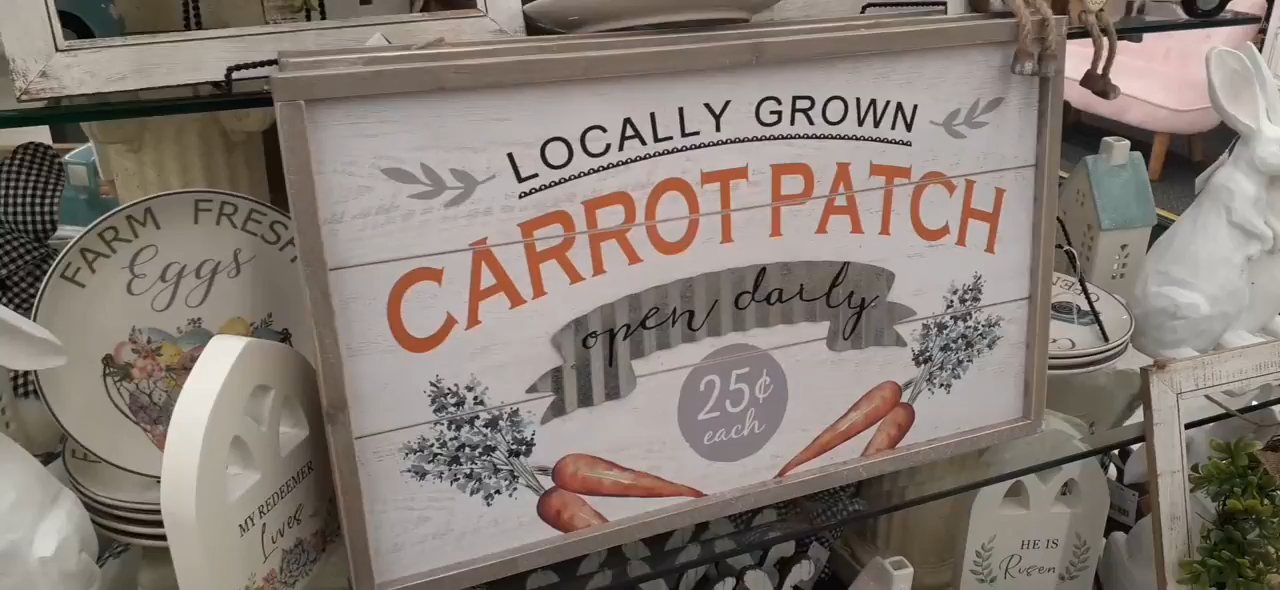 LOCALLY GROWN
CARROT PATCH
open daily
25¢
each
FARM FRESH
Eggs
MY REDEEMER
Lives
HE IS
Risen